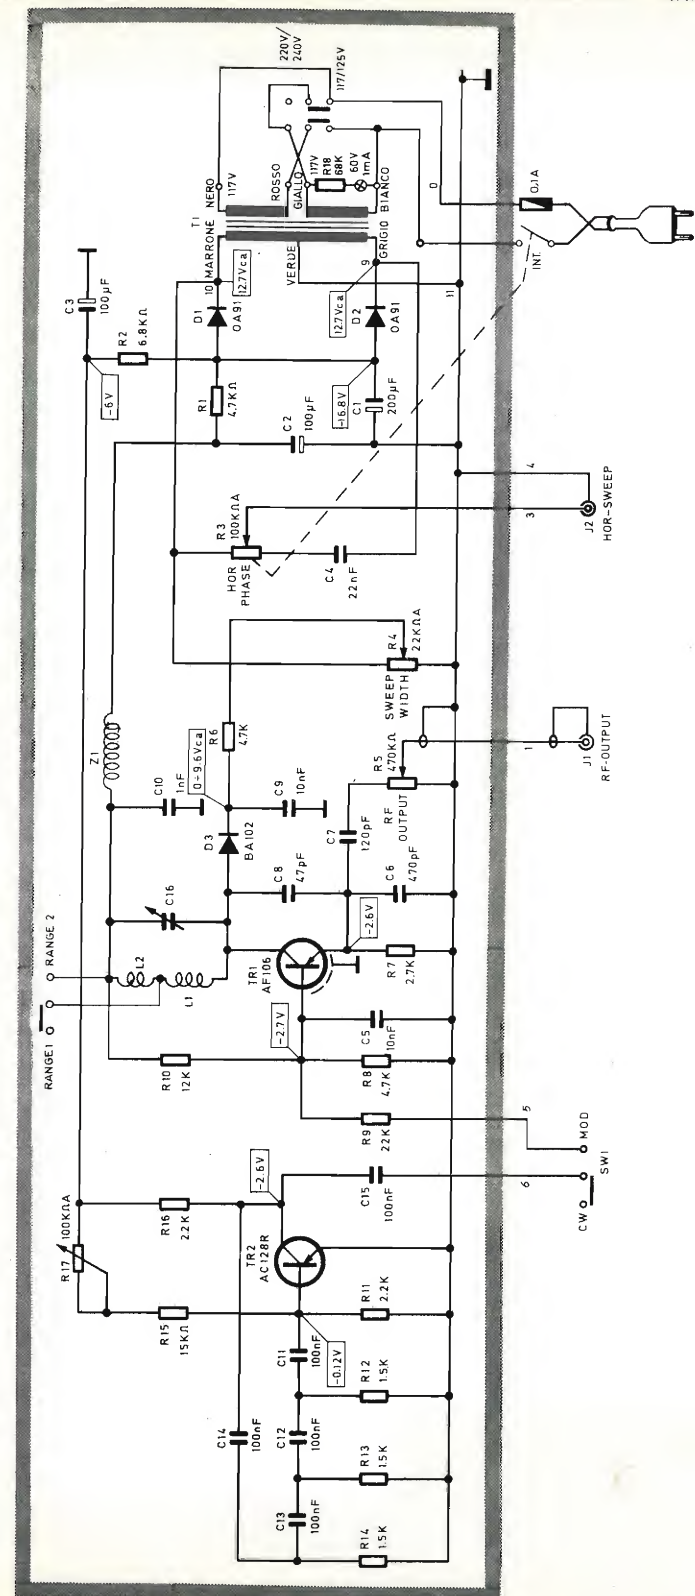 RANGE 1
RANGE 2
220V/
240V
117/125V
NERO
117V
ROSSO
GIALLO
117V
R18
68K
60V
1mA
BIANCO
T1
MARRONE
10
VERDE
GRIGIO
9
12.7Vca
12.7Vca
D1
OA91
D2
OA91
C3
100µF
R2
6.8KΩ
-6V
R1
4.7KΩ
-16.8V
C1
200µF
C2
100µF
0
0.1A
INT.
11
R3
100KΩA
HOR
PHASE
C4
22nF
4
3
J2
HOR-SWEEP
Z1
C10
1nF
0÷9.6Vca
R6
4.7K
R4
22KΩA
SWEEP
WIDTH
D3
BA102
C9
10nF
C16
C8
47pF
C7
120pF
R5
470KΩ
RF
OUTPUT
1
J1
RF-OUTPUT
C6
470pF
L2
L1
TR1
AF106
-2.6V
R7
2.7K
-2.7V
C5
10nF
R10
12K
R8
4.7K
R9
22K
5
MOD
SW1
CW
6
-2.6V
C15
100nF
R17
100KΩA
R16
2.2K
TR2
AC128R
R15
15KΩ
-0.12V
R11
2.2K
C11
100nF
R12
1.5K
C14
100nF
C12
100nF
R13
1.5K
C13
100nF
R14
1.5K